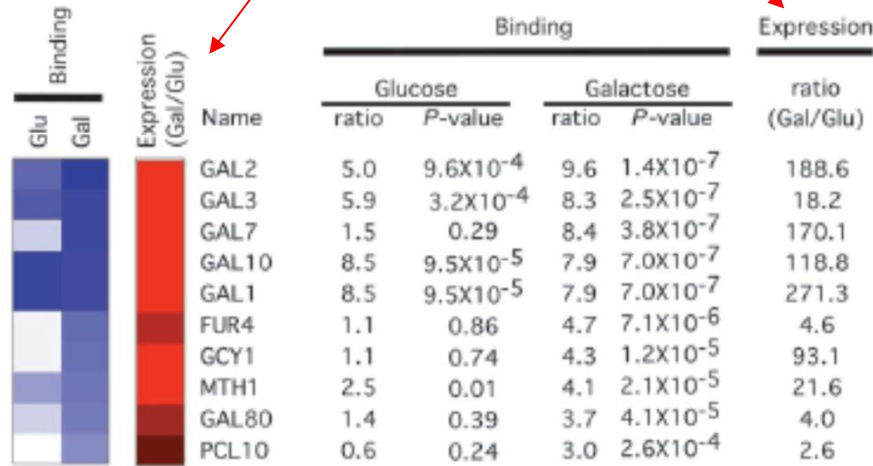 Binding
Glu
Gal
Expression
(Gal/Glu)
Binding Expression
Glucose Galactose ratio
Name ratio P-value ratio P-value (Gal/Glu)
GAL2 5.0 9.6X10-4 9.6 1.4X10-7 188.6
GAL3 5.9 3.2X10-4 8.3 2.5X10-7 18.2
GAL7 1.5 0.29 8.4 3.8X10-7 170.1
GAL10 8.5 9.5X10-5 7.9 7.0X10-7 118.8
GAL1 8.5 9.5X10-5 7.9 7.0X10-7 271.3
FUR4 1.1 0.86 4.7 7.1X10-6 4.6
GCY1 1.1 0.74 4.3 1.2X10-5 93.1
MTH1 2.5 0.01 4.1 2.1X10-5 21.6
GAL80 1.4 0.39 3.7 4.1X10-5 4.0
PCL10 0.6 0.24 3.0 2.6X10-4 2.6